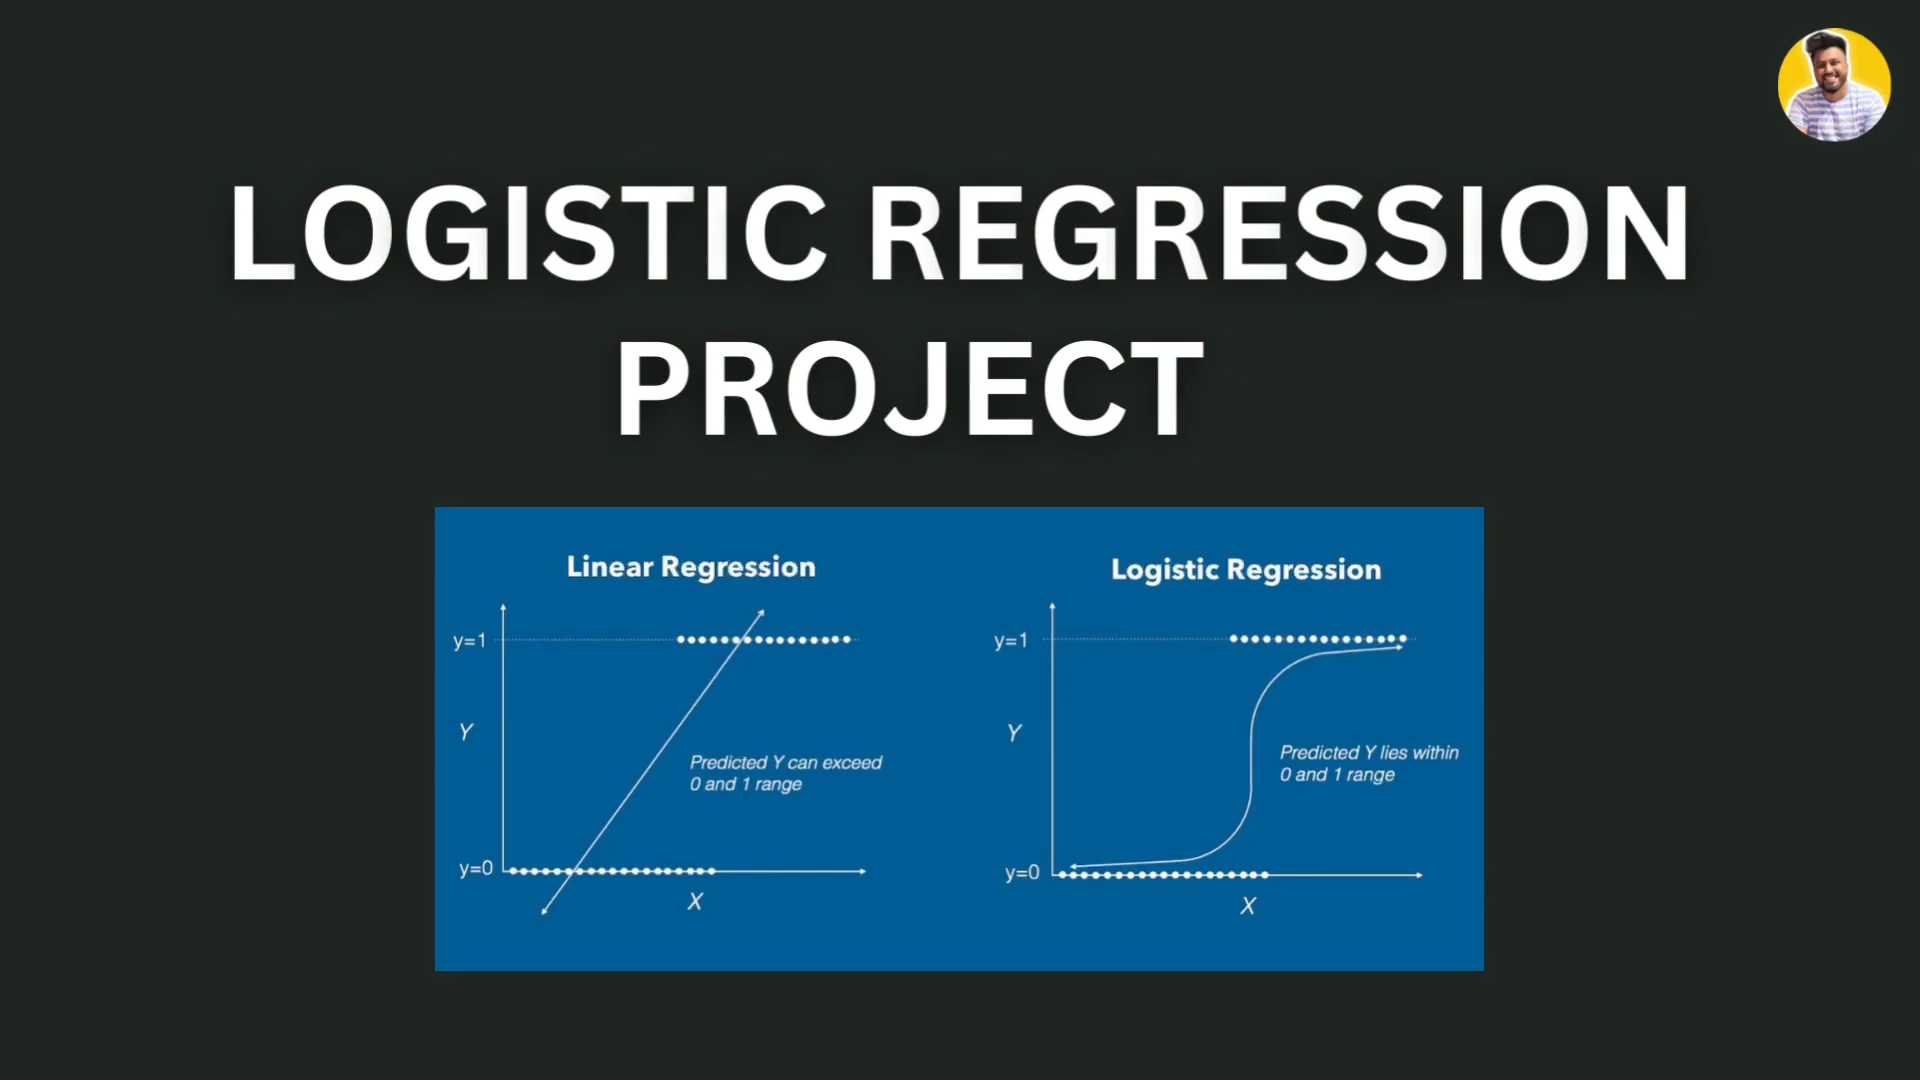 LOGISTIC REGRESSION
PROJECT
Linear Regression
y=1
Y
Predicted Y can exceed
0 and 1 range
y=0
X
Logistic Regression
y=1
Y
Predicted Y lies within
0 and 1 range
y=0
X